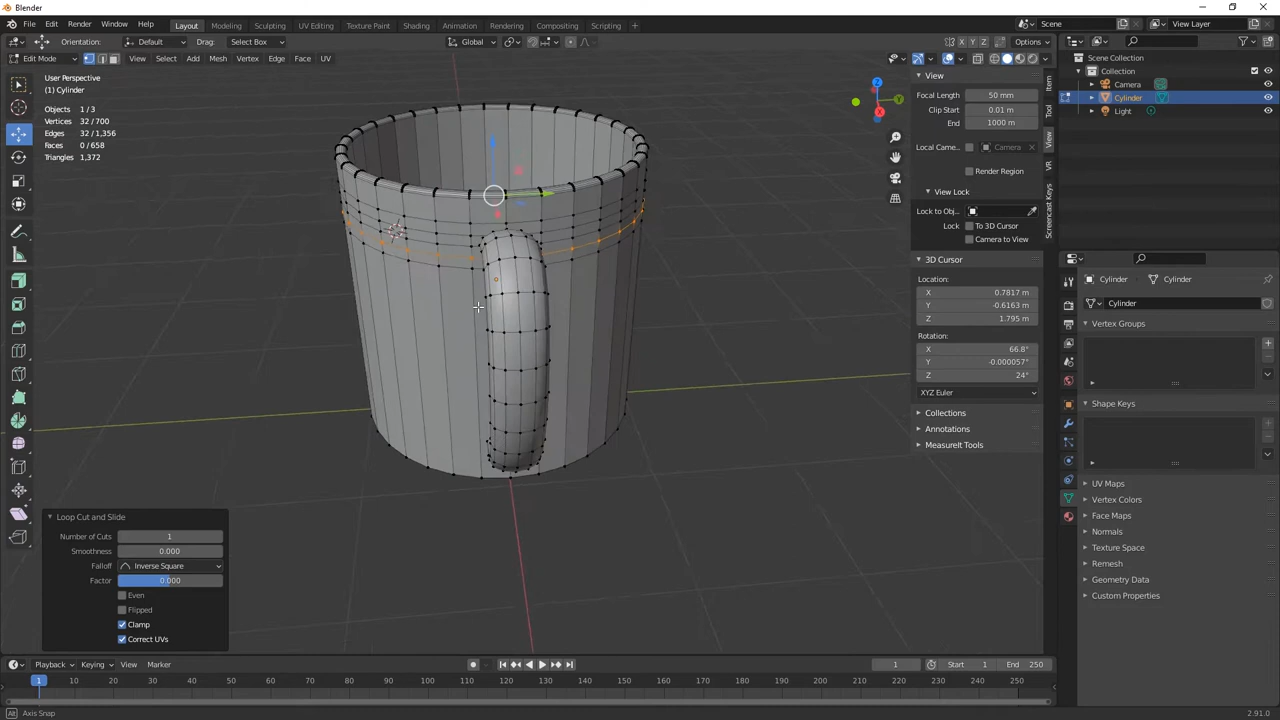 Blender
File Edit Render Window Help Layout Modeling Sculpting UV Editing Texture Paint Shading Animation Rendering Compositing Scripting + Scene View Layer
Orientation: Default Drag: Select Box Global X Y Z Options
Edit Mode View Select Add Mesh Vertex Edge Face UV
User Perspective
(1) Cylinder
Objects 1 / 3
Vertices 32 / 700
Edges 32 / 1,356
Faces 0 / 658
Triangles 1,372
Z
Y
X
View
Focal Length 50 mm
Clip Start 0.01 m
End 1000 m
Local Came.. Camera
Render Region
View Lock
Lock to Obj..
Lock To 3D Cursor
Camera to View
3D Cursor
Location:
X 0.7817 m
Y -0.6163 m
Z 1.795 m
Rotation:
X 66.8°
Y -0.000057°
Z 24°
XYZ Euler
Collections
Annotations
MeasureIt Tools
Item
Tool
View
VR
Screencast Keys
Scene Collection
Collection
Camera
Cylinder
Light
Cylinder Cylinder
Cylinder
Vertex Groups
Shape Keys
UV Maps
Vertex Colors
Face Maps
Normals
Texture Space
Remesh
Geometry Data
Custom Properties
Loop Cut and Slide
Number of Cuts 1
Smoothness 0.000
Falloff Inverse Square
Factor 0.000
Even
Flipped
Clamp
Correct UVs
Playback Keying View Marker 1 Start 1 End 250
1 10 20 30 40 50 60 70 80 90 100 110 120 130 140 150 160 170 180 190 200 210 220 230 240 250
Alt Axis Snap 2.91.0